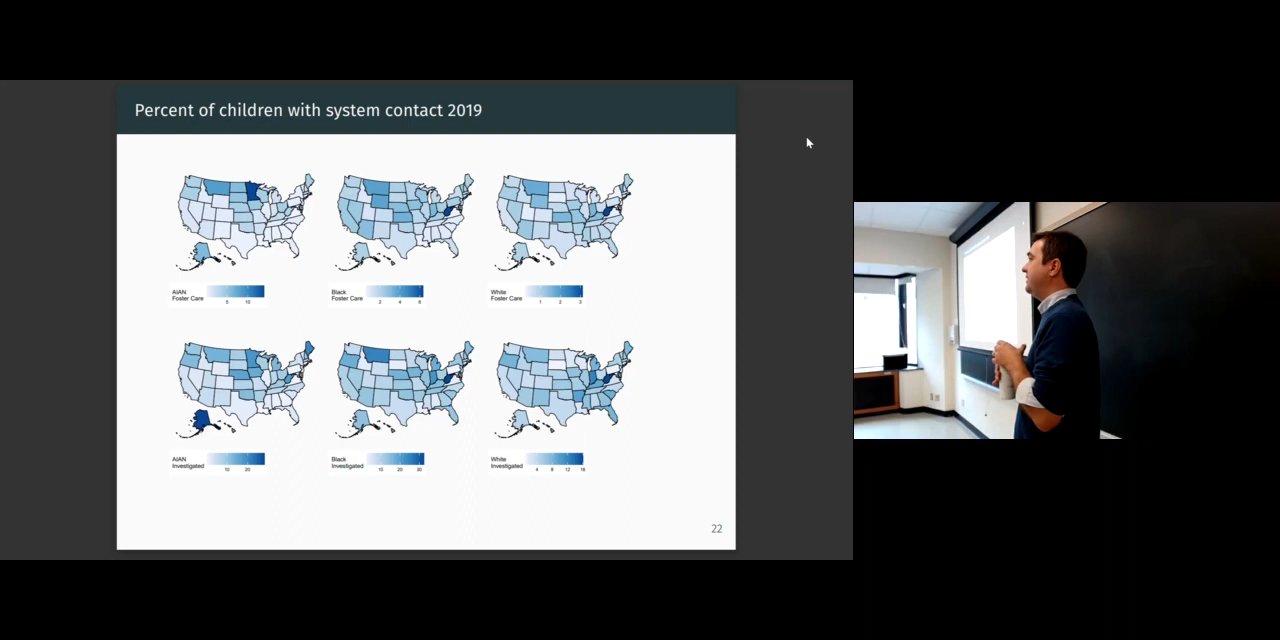 Percent of children with system contact 2019
AIAN
Foster Care
5 10
Black
Foster Care
2 4 6
White
Foster Care
1 2 3
AIAN
Investigated
10 20
Black
Investigated
10 20 30
White
Investigated
4 8 12 16
22